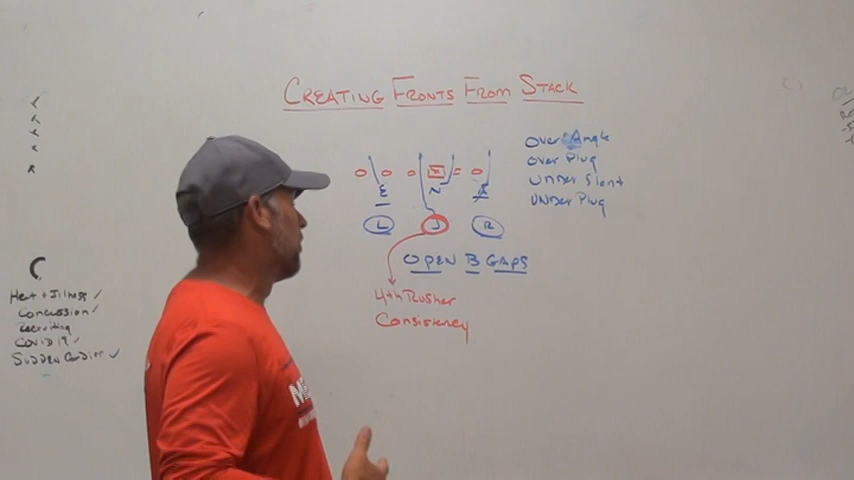 CREATING FRONTS FROM STACK
Over Angle
Over Plug
Under Slant
UNDER Plug
E N A
L J R
OPEN B GAPS
4th Rusher
Consistency
R
Heat + Illness ✓
Concussion ✓
Recruiting
COVID 19 ✓
SUDDEN Cardiac ✓
M